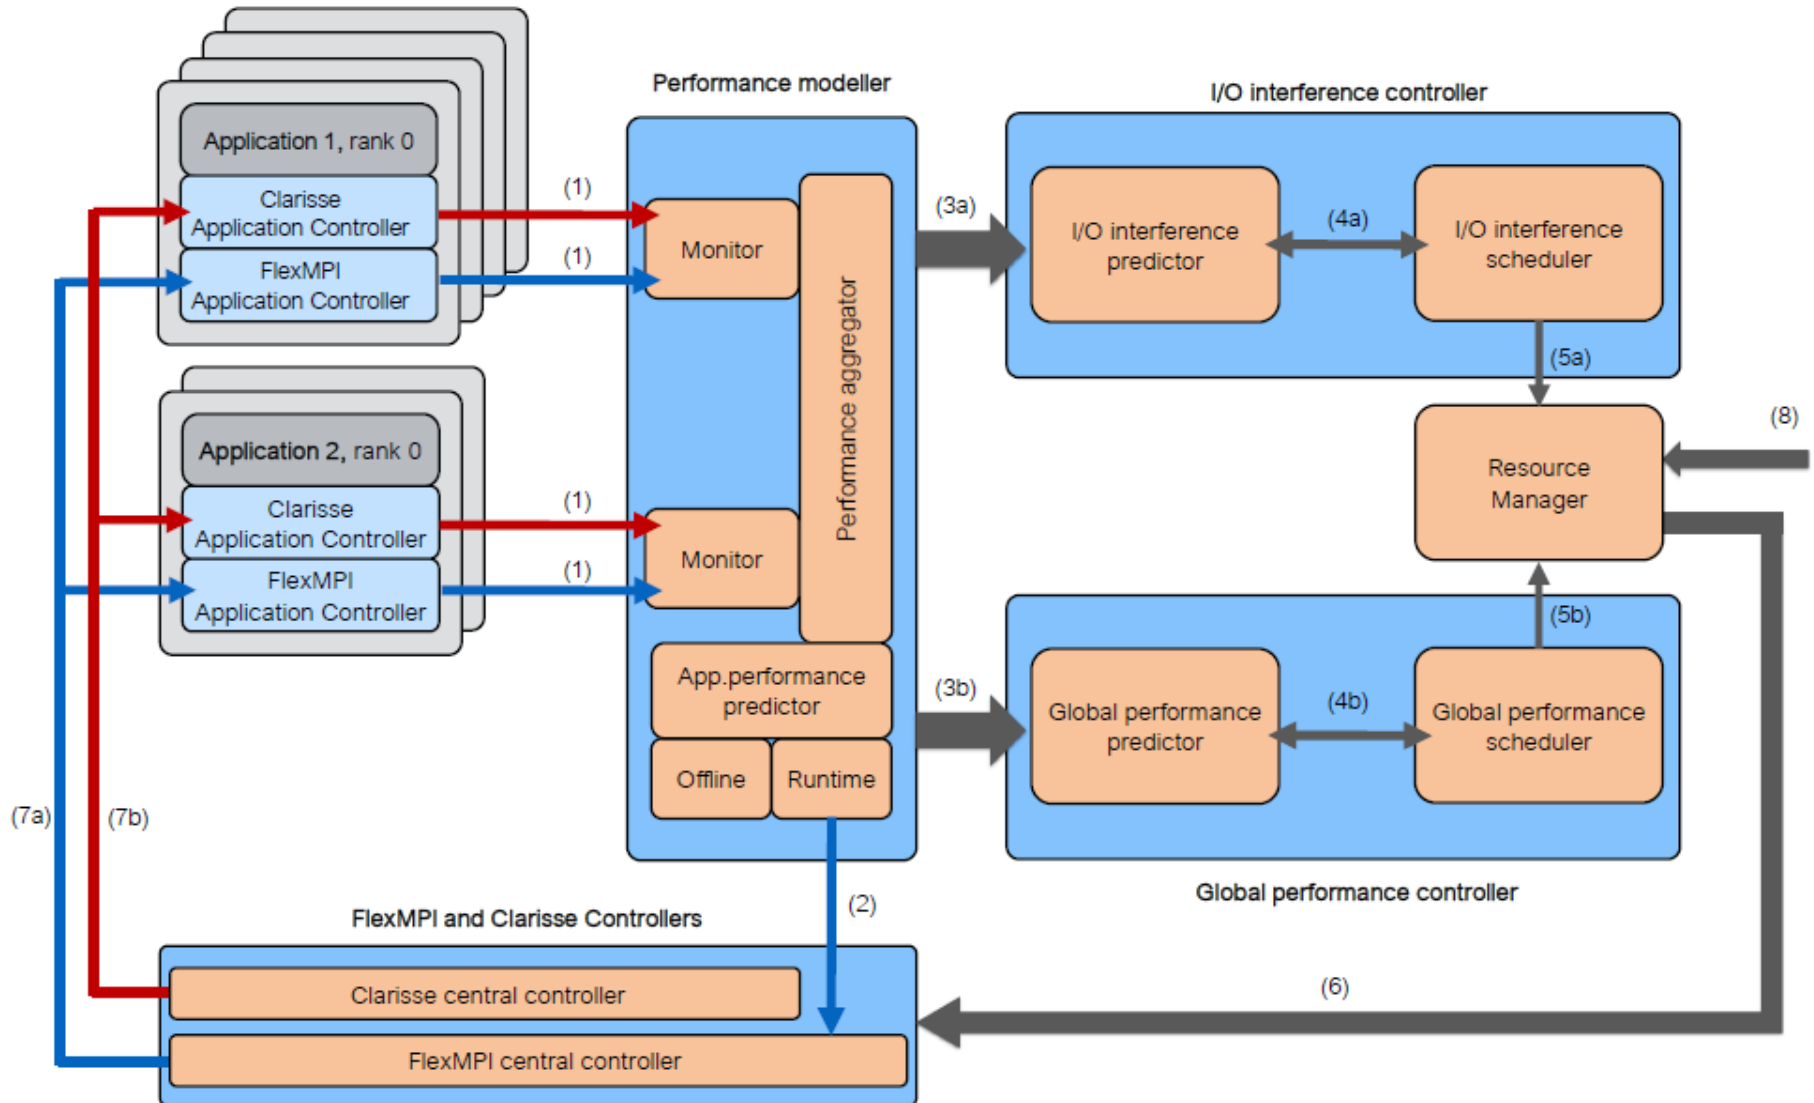 Performance modeller
I/O interference controller
Application 1, rank 0
Clarisse
Application Controller
FlexMPI
Application Controller
(1)
(1)
Monitor
Performance aggregator
(3a)
I/O interference
predictor
(4a)
I/O interference
scheduler
(5a)
Resource
Manager
(8)
Application 2, rank 0
Clarisse
Application Controller
FlexMPI
Application Controller
(1)
(1)
Monitor
App.performance
predictor
Offline
Runtime
(3b)
Global performance
predictor
(4b)
Global performance
scheduler
(5b)
Global performance controller
(7a)
(7b)
(2)
(6)
FlexMPI and Clarisse Controllers
Clarisse central controller
FlexMPI central controller